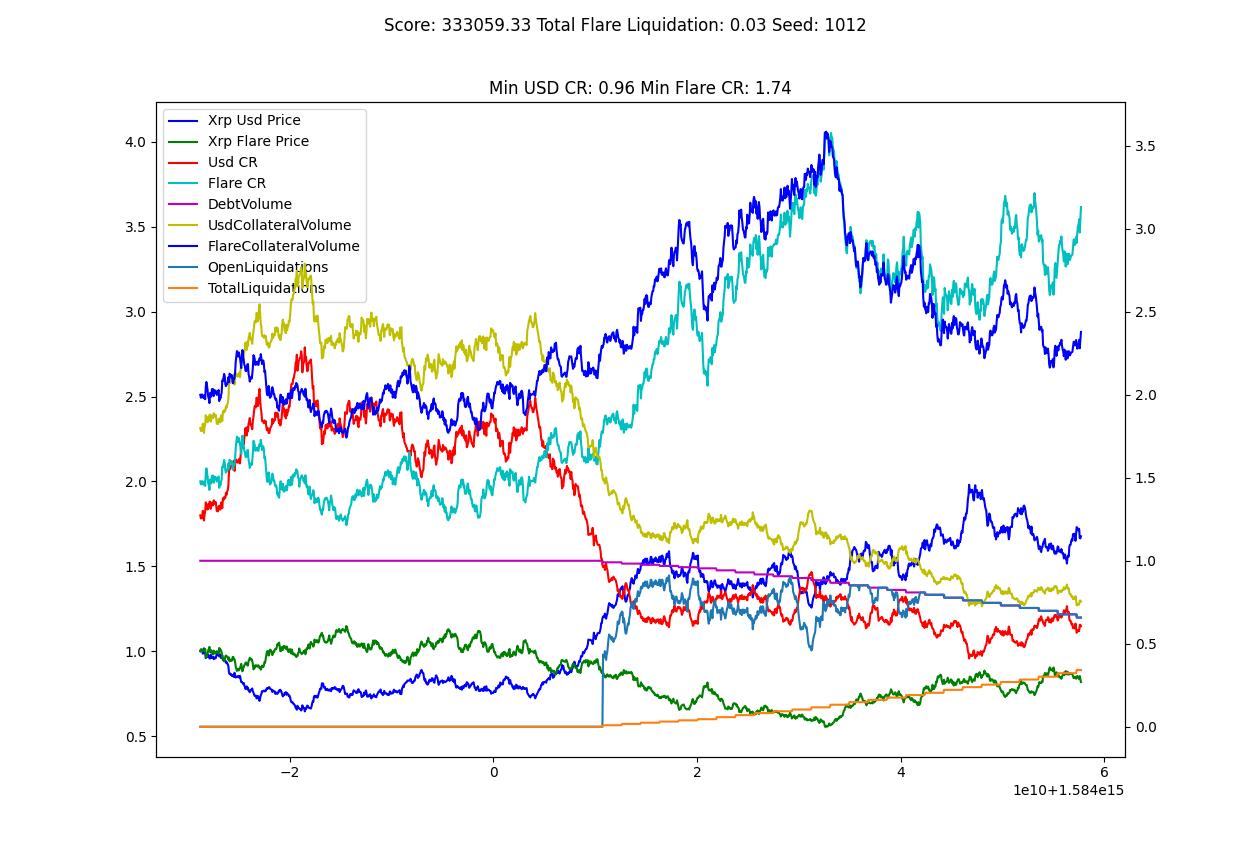 Score: 333059.33 Total Flare Liquidation: 0.03 Seed: 1012
Min USD CR: 0.96 Min Flare CR: 1.74
Xrp Usd Price
Xrp Flare Price
Usd CR
Flare CR
DebtVolume
UsdCollateralVolume
FlareCollateralVolume
OpenLiquidations
TotalLiquidations
4.0
3.5
3.0
2.5
2.0
1.5
1.0
0.5
3.5
3.0
2.5
2.0
1.5
1.0
0.5
0.0
−2
0
2
4
6
1e10+1.584e15